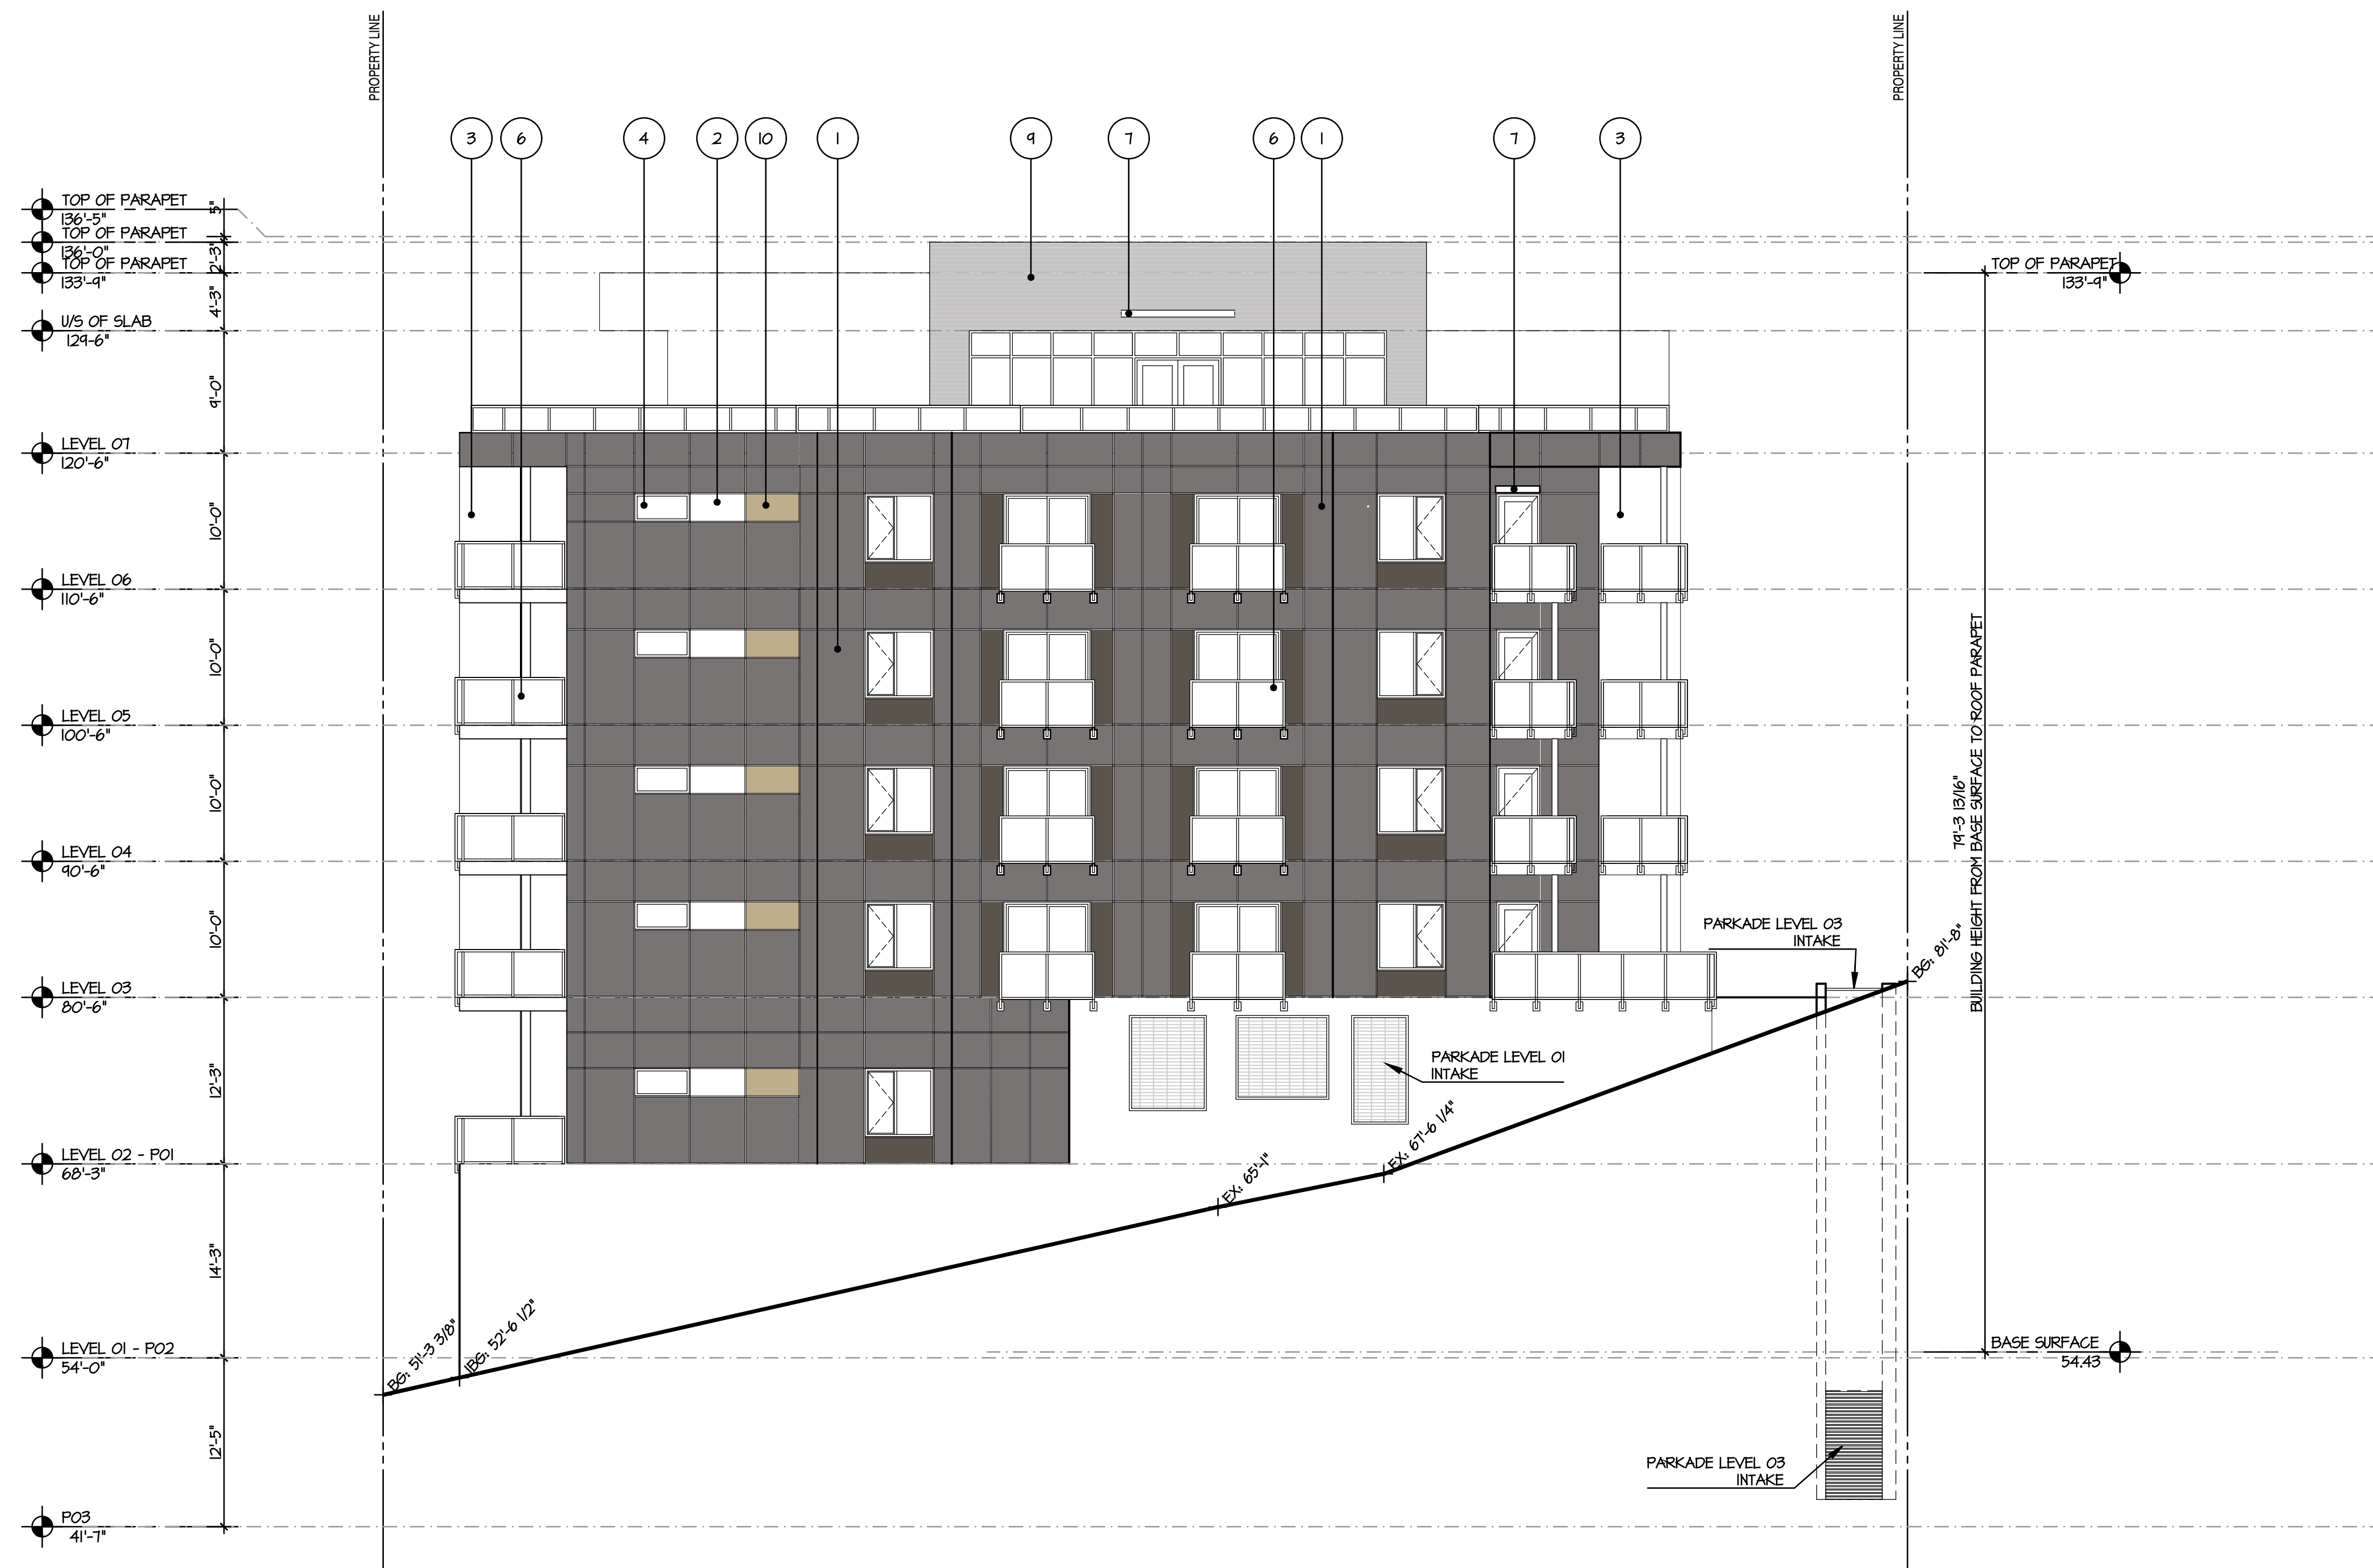 PROPERTY LINE
PROPERTY LINE
3 6 4 2 10 1 9 7 6 1 7 3
TOP OF PARAPET
136'-5"
TOP OF PARAPET
136'-0"
TOP OF PARAPET
133'-9"
U/S OF SLAB
129-6"
LEVEL 07
120'-6"
LEVEL 06
110'-6"
LEVEL 05
100'-6"
LEVEL 04
90'-6"
LEVEL 03
80'-6"
LEVEL 02 - P01
68'-3"
LEVEL 01 - P02
54'-0"
P03
41'-7"
5"
2'-3"
4'-3"
9'-0"
10'-0"
10'-0"
10'-0"
10'-0"
12'-3"
14'-3"
12'-5"
BG: 51'-3 3/8"
IBG: 52'-6 1/2"
EX: 65'-1"
EX: 67'-6 1/4"
BG: 81'-8"
PARKADE LEVEL 01
INTAKE
PARKADE LEVEL 03
INTAKE
PARKADE LEVEL 03
INTAKE
TOP OF PARAPET
133'-9"
79'-3 13/16"
BUILDING HEIGHT FROM BASE SURFACE TO ROOF PARAPET
BASE SURFACE
54.43